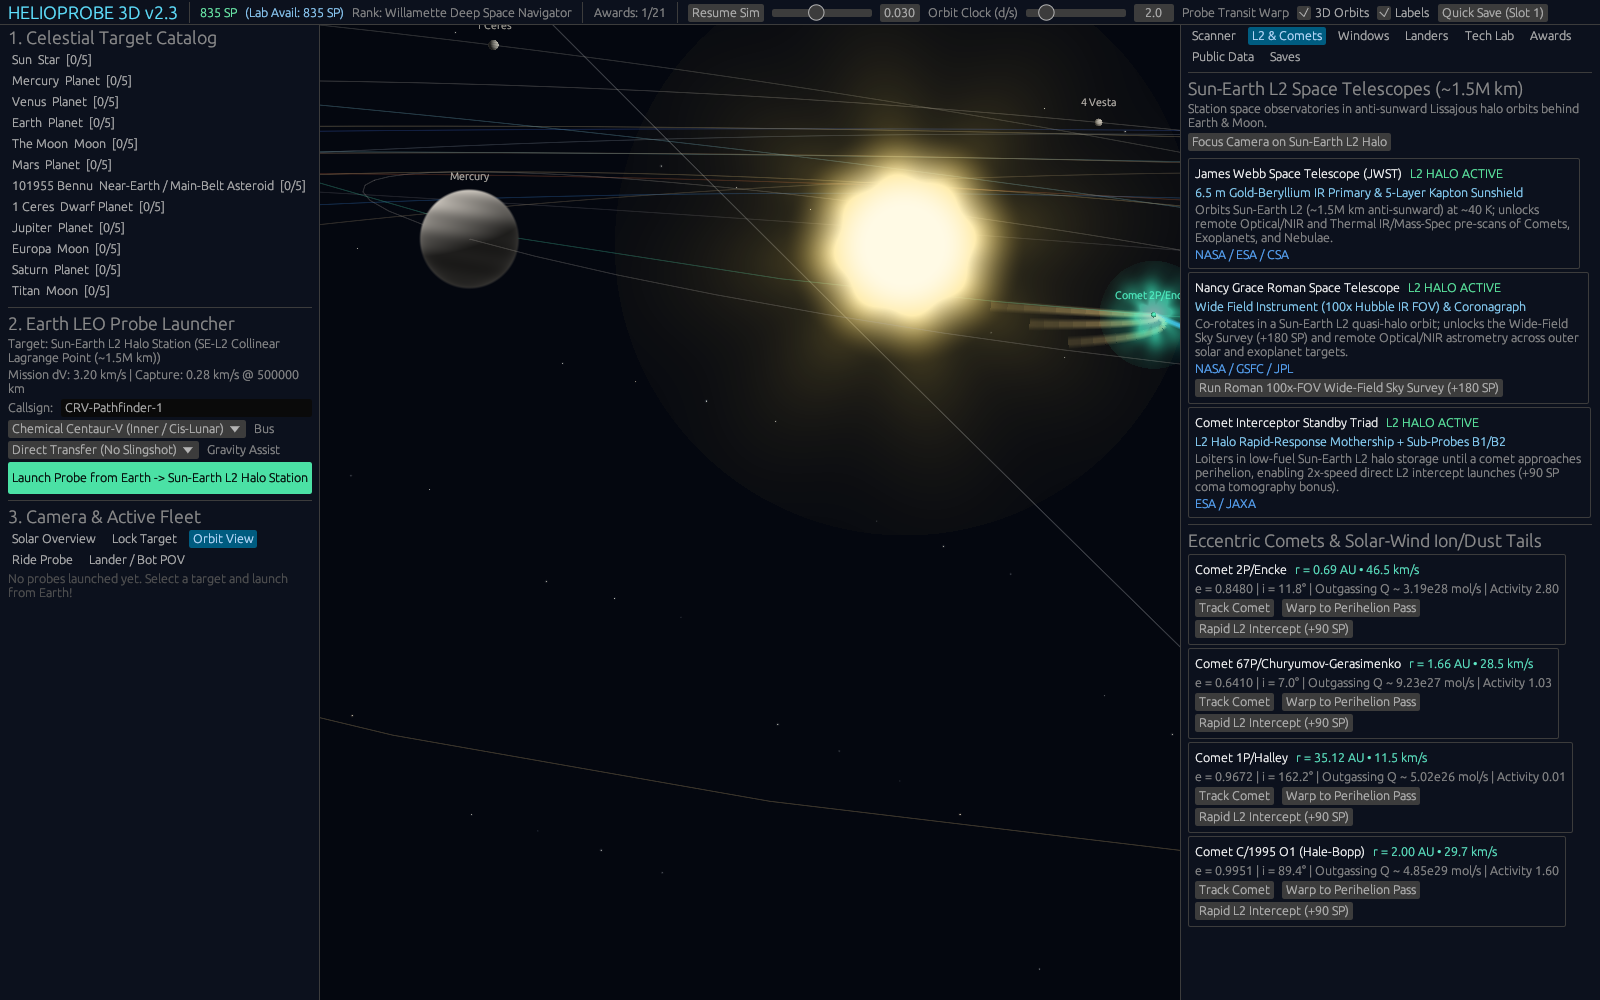 HELIOPROBE 3D v2.3
835 SP (Lab Avail: 835 SP) Rank: Willamette Deep Space Navigator Awards: 1/21 Resume Sim 0.030 Orbit Clock (d/s) 2.0 Probe Transit Warp 3D Orbits Labels Quick Save (Slot 1)
1. Celestial Target Catalog
Sun Star [0/5]
Mercury Planet [0/5]
Venus Planet [0/5]
Earth Planet [0/5]
The Moon Moon [0/5]
Mars Planet [0/5]
101955 Bennu Near-Earth / Main-Belt Asteroid [0/5]
1 Ceres Dwarf Planet [0/5]
Jupiter Planet [0/5]
Europa Moon [0/5]
Saturn Planet [0/5]
Titan Moon [0/5]
2. Earth LEO Probe Launcher
Target: Sun-Earth L2 Halo Station (SE-L2 Collinear
Lagrange Point (~1.5M km))
Mission dV: 3.20 km/s | Capture: 0.28 km/s @ 500000
km
Callsign: CRV-Pathfinder-1
Chemical Centaur-V (Inner / Cis-Lunar) Bus
Direct Transfer (No Slingshot) Gravity Assist
Launch Probe from Earth -> Sun-Earth L2 Halo Station
3. Camera & Active Fleet
Solar Overview Lock Target Orbit View
Ride Probe Lander / Bot POV
No probes launched yet. Select a target and launch
from Earth!
1 Ceres
4 Vesta
Mercury
Comet 2P/Enc
Scanner L2 & Comets Windows Landers Tech Lab Awards
Public Data Saves
Sun-Earth L2 Space Telescopes (~1.5M km)
Station space observatories in anti-sunward Lissajous halo orbits behind
Earth & Moon.
Focus Camera on Sun-Earth L2 Halo
James Webb Space Telescope (JWST) L2 HALO ACTIVE
6.5 m Gold-Beryllium IR Primary & 5-Layer Kapton Sunshield
Orbits Sun-Earth L2 (~1.5M km anti-sunward) at ~40 K; unlocks
remote Optical/NIR and Thermal IR/Mass-Spec pre-scans of Comets,
Exoplanets, and Nebulae.
NASA / ESA / CSA
Nancy Grace Roman Space Telescope L2 HALO ACTIVE
Wide Field Instrument (100x Hubble IR FOV) & Coronagraph
Co-rotates in a Sun-Earth L2 quasi-halo orbit; unlocks the Wide-Field
Sky Survey (+180 SP) and remote Optical/NIR astrometry across outer
solar and exoplanet targets.
NASA / GSFC / JPL
Run Roman 100x-FOV Wide-Field Sky Survey (+180 SP)
Comet Interceptor Standby Triad L2 HALO ACTIVE
L2 Halo Rapid-Response Mothership + Sub-Probes B1/B2
Loiters in low-fuel Sun-Earth L2 halo storage until a comet approaches
perihelion, enabling 2x-speed direct L2 intercept launches (+90 SP
coma tomography bonus).
ESA / JAXA
Eccentric Comets & Solar-Wind Ion/Dust Tails
Comet 2P/Encke r = 0.69 AU • 46.5 km/s
e = 0.8480 | i = 11.8° | Outgassing Q ~ 3.19e28 mol/s | Activity 2.80
Track Comet Warp to Perihelion Pass
Rapid L2 Intercept (+90 SP)
Comet 67P/Churyumov-Gerasimenko r = 1.66 AU • 28.5 km/s
e = 0.6410 | i = 7.0° | Outgassing Q ~ 9.23e27 mol/s | Activity 1.03
Track Comet Warp to Perihelion Pass
Rapid L2 Intercept (+90 SP)
Comet 1P/Halley r = 35.12 AU • 11.5 km/s
e = 0.9672 | i = 162.2° | Outgassing Q ~ 5.02e26 mol/s | Activity 0.01
Track Comet Warp to Perihelion Pass
Rapid L2 Intercept (+90 SP)
Comet C/1995 O1 (Hale-Bopp) r = 2.00 AU • 29.7 km/s
e = 0.9951 | i = 89.4° | Outgassing Q ~ 4.85e29 mol/s | Activity 1.60
Track Comet Warp to Perihelion Pass
Rapid L2 Intercept (+90 SP)